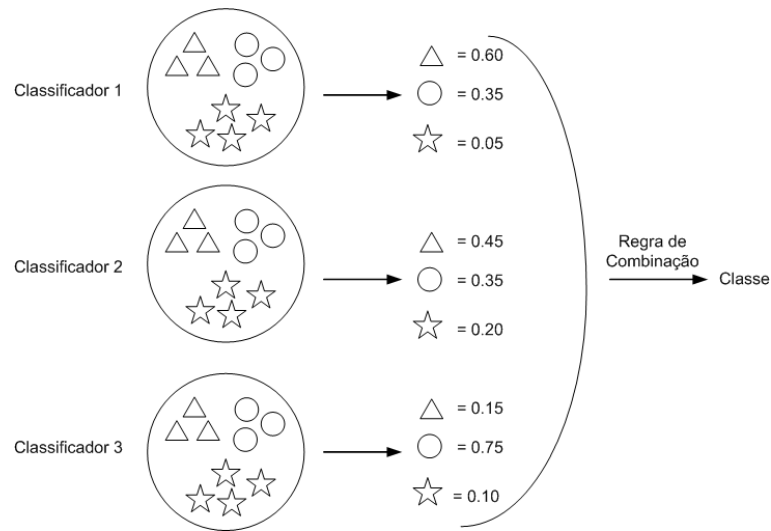 Classificador 1
= 0.60
= 0.35
= 0.05
Classificador 2
= 0.45
= 0.35
= 0.20
Regra de
Combinação
Classe
Classificador 3
= 0.15
= 0.75
= 0.10